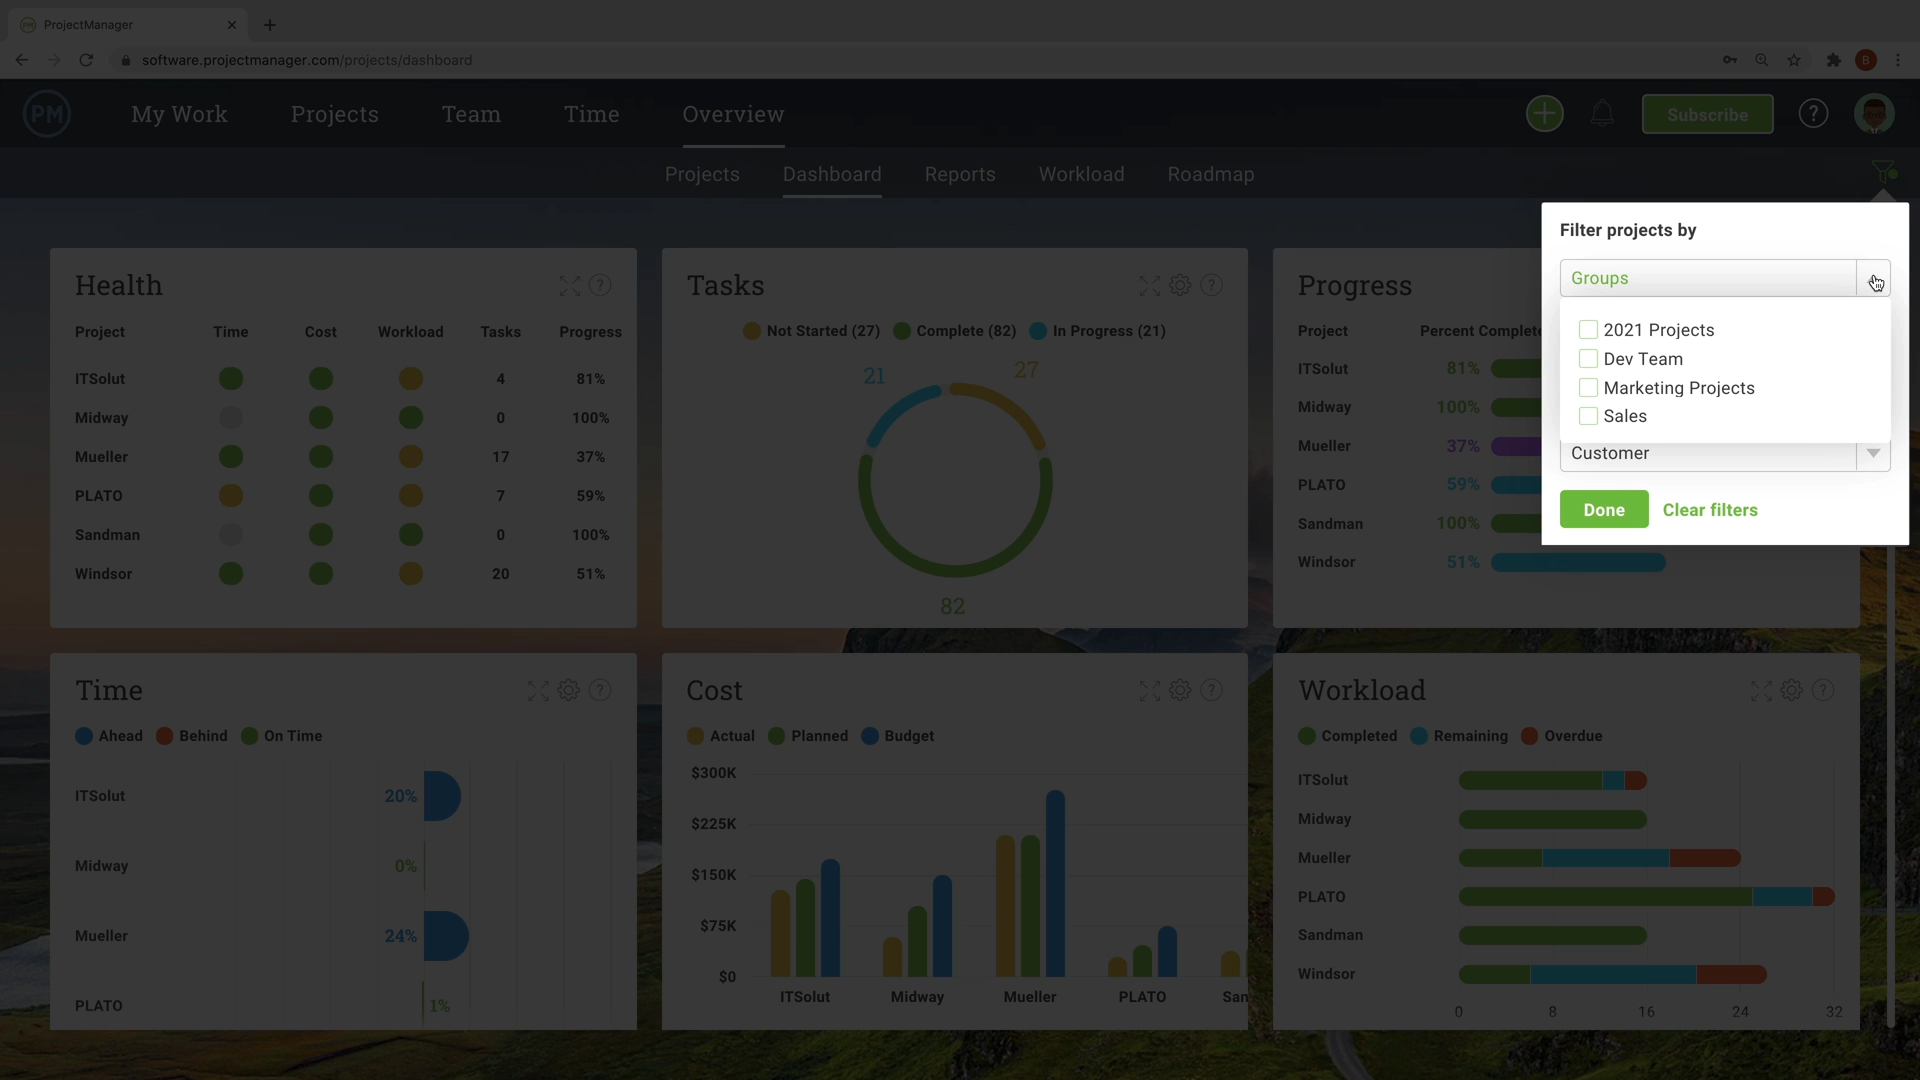 PM ProjectManager
software.projectmanager.com/projects/dashboard
B
PM My Work Projects Team Time Overview Subscribe ?
Projects Dashboard Reports Workload Roadmap
Filter projects by
Groups
2021 Projects
Dev Team
Marketing Projects
Sales
Customer
Done Clear filters
Health ?
Project Time Cost Workload Tasks Progress
ITSolut 4 81%
Midway 0 100%
Mueller 17 37%
PLATO 7 59%
Sandman 0 100%
Windsor 20 51%
Tasks ?
Not Started (27) Complete (82) In Progress (21)
21 27
82
Progress
Project Percent Complete
ITSolut 81%
Midway 100%
Mueller 37%
PLATO 59%
Sandman 100%
Windsor 51%
Time ?
Ahead Behind On Time
ITSolut 20%
Midway 0%
Mueller 24%
PLATO 1%
Cost ?
Actual Planned Budget
$300K
$225K
$150K
$75K
$0
ITSolut Midway Mueller PLATO San
Workload ?
Completed Remaining Overdue
ITSolut
Midway
Mueller
PLATO
Sandman
Windsor
0 8 16 24 32